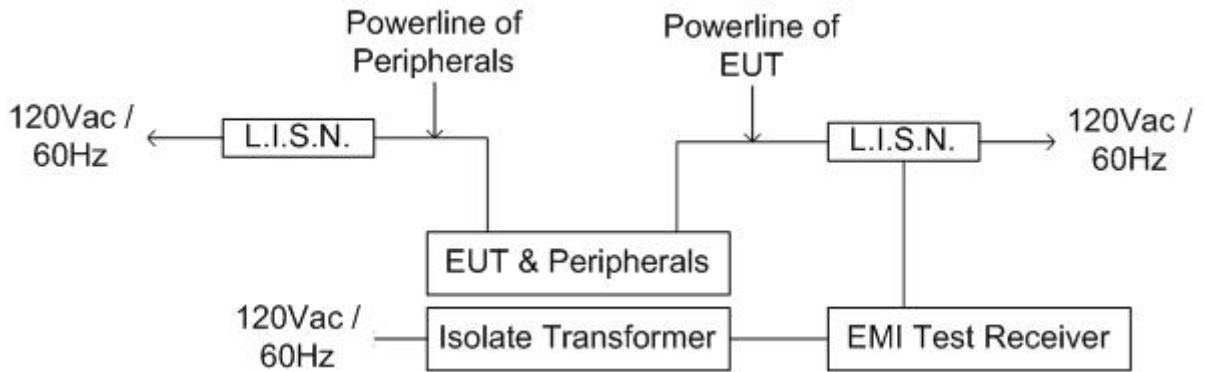 Powerline of
Peripherals
Powerline of
EUT
120Vac /
60Hz
L.I.S.N.
L.I.S.N.
120Vac /
60Hz
EUT & Peripherals
120Vac /
60Hz
Isolate Transformer
EMI Test Receiver